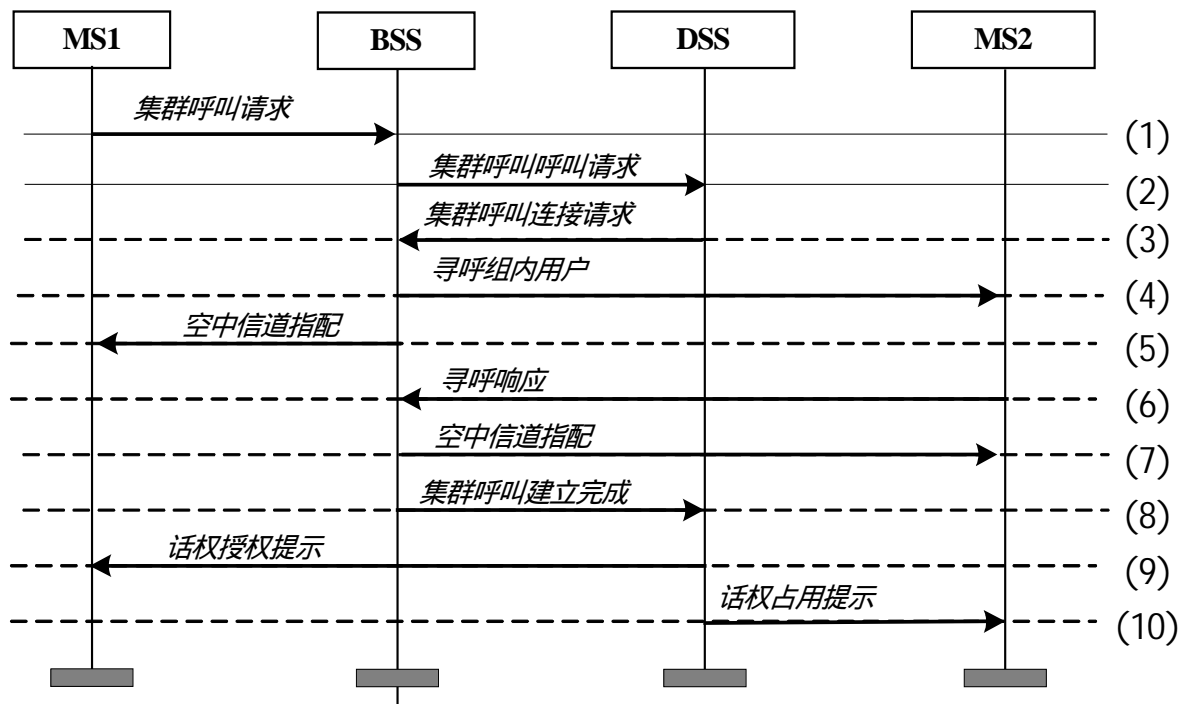 MS1 BSS DSS MS2
集群呼叫请求
(1)
集群呼叫呼叫请求
(2)
集群呼叫连接请求
(3)
寻呼组内用户
(4)
空中信道指配
(5)
寻呼响应
(6)
空中信道指配
(7)
集群呼叫建立完成
(8)
话权授权提示
(9)
话权占用提示
(10)